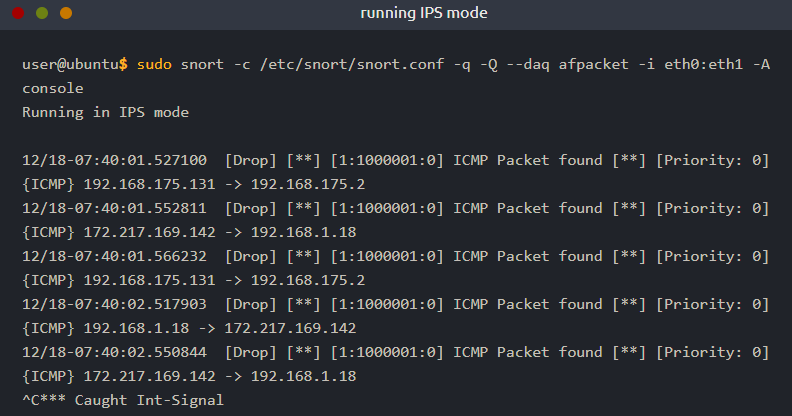 running IPS mode
user@ubuntu$ sudo snort -c /etc/snort/snort.conf -q -Q --daq afpacket -i eth0:eth1 -A
console
Running in IPS mode
12/18-07:40:01.527100  [Drop] [**] [1:1000001:0] ICMP Packet found [**] [Priority: 0]
{ICMP} 192.168.175.131 -> 192.168.175.2
12/18-07:40:01.552811  [Drop] [**] [1:1000001:0] ICMP Packet found [**] [Priority: 0]
{ICMP} 172.217.169.142 -> 192.168.1.18
12/18-07:40:01.566232  [Drop] [**] [1:1000001:0] ICMP Packet found [**] [Priority: 0]
{ICMP} 192.168.175.131 -> 192.168.175.2
12/18-07:40:02.517903  [Drop] [**] [1:1000001:0] ICMP Packet found [**] [Priority: 0]
{ICMP} 192.168.1.18 -> 172.217.169.142
12/18-07:40:02.550844  [Drop] [**] [1:1000001:0] ICMP Packet found [**] [Priority: 0]
{ICMP} 172.217.169.142 -> 192.168.1.18
^C*** Caught Int-Signal